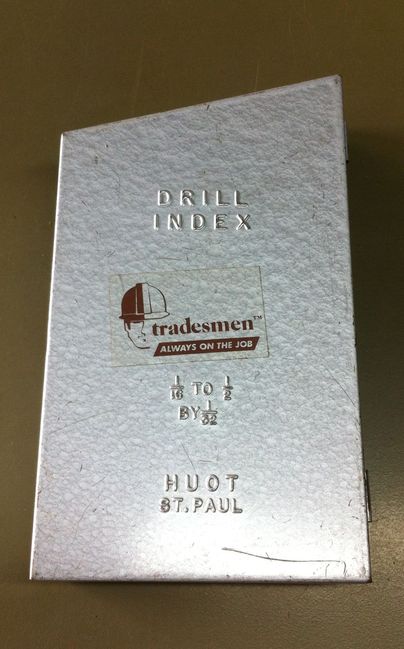 DRILL
INDEX
tradesmen™
ALWAYS ON THE JOB
1/16 TO 1/2
BY 1/32
HUOT
ST. PAUL